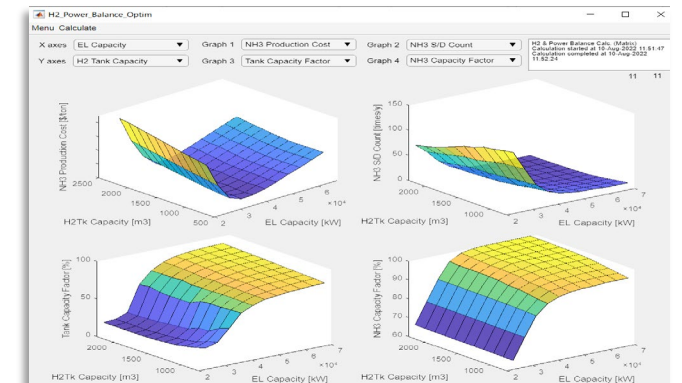 H2_Power_Balance_Optim
Menu Calculate
X axes EL Capacity Graph 1 NH3 Production Cost Graph 2 NH3 S/D Count
Y axes H2 Tank Capacity Graph 3 Tank Capacity Factor Graph 4 NH3 Capacity Factor
H2 & Power Balance Calc. (Matrix)
Calculation started at 10-Aug-2022 11.51.47
Calculation completed at 10-Aug-2022
11.52.24
11 11
NH3 Production Cost [$/ton]
2500
2000
1500
1000
500
H2Tk Capacity [m3]
2 3 4 5 6
×10⁴
EL Capacity [kW]
NH3 S/D Count [times/y]
150
100
50
0
2000
1500
1000
H2Tk Capacity [m3]
2 3 4 5 6 7
×10⁴
EL Capacity [kW]
Tank Capacity Factor [%]
100
50
0
2000
1500
1000
H2Tk Capacity [m3]
2 3 4 5 6 7
×10⁴
EL Capacity [kW]
NH3 Capacity Factor [%]
100
90
80
70
60
2000
1500
1000
H2Tk Capacity [m3]
2 3 4 5 6 7
×10⁴
EL Capacity [kW]